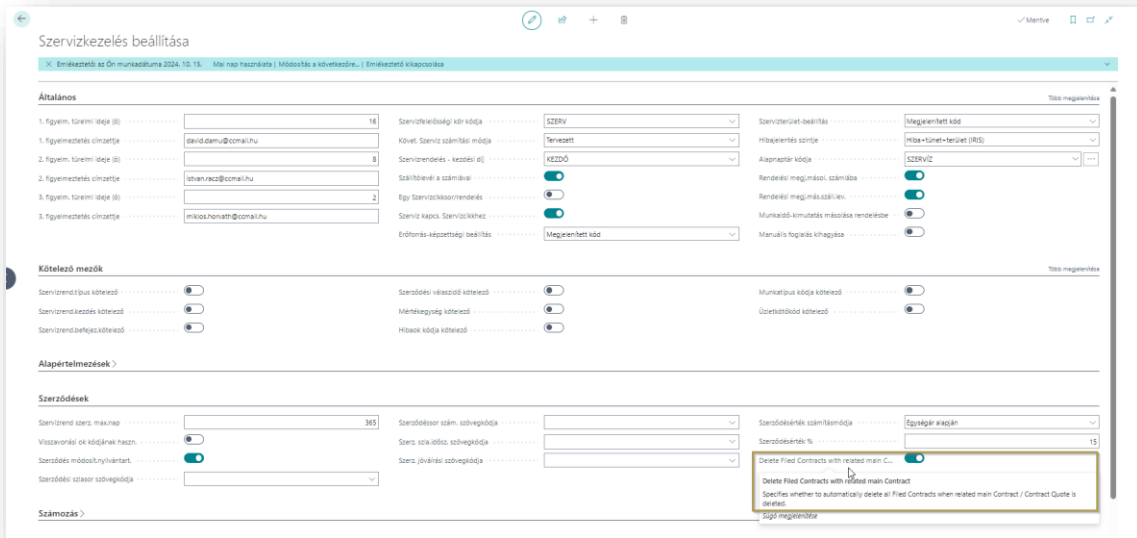 Mentve
Szervizkezelés beállítása
Emlékeztető: az Ön munkadátuma 2024. 10. 15. Mai nap használata | Módosítás a következőre... | Emlékeztető kikapcsolása
Általános
Több megjelenítése
1. figyelm. türelmi ideje (ó) 16
1. figyelmeztetés címzettje david.damu@ccmail.hu
2. figyelm. türelmi ideje (ó) 8
2. figyelmeztetés címzettje istvan.racz@ccmail.hu
3. figyelm. türelmi ideje (ó) 2
3. figyelmeztetés címzettje miklos.horvath@ccmail.hu
Szervizfelelősségi kör kódja SZERV
Követ. Szerviz számítási módja Tervezett
Szervizrendelés - kezdési díj KEZDŐ
Szállítólevél a számlával
Egy Szervizcikksor/rendelés
Szerviz kapcs. Szervizcikkhez
Erőforrás-képzettségi beállítás Megjelenített kód
Szervizterület-beállítás Megjelenített kód
Hibajelentés szintje Hiba+tünet+terület (IRIS)
Alapnaptár kódja SZERVÍZ
Rendelési megj.másol. számlába
Rendelési megj.más.száll.lev.
Munkaidő-kimutatás másolása rendelésbe
Manuális foglalás kihagyása
Kötelező mezők
Több megjelenítése
Szervizrend.típus kötelező
Szervizrend.kezdés kötelező
Szervizrend.befejez.kötelező
Szerződési válaszidő kötelező
Mértékegység kötelező
Hibaok kódja kötelező
Munkatípus kódja kötelező
Üzletkötőkód kötelező
Alapértelmezések
Szerződések
Szervizrend szerz. max.nap 365
Visszavonási ok kódjának haszn.
Szerződés módosít.nyilvántart.
Szerződési szlasor szövegkódja
Szerződéssor szám. szövegkódja
Szerz. szla.idősz. szövegkódja
Szerz. jóváírási szövegkódja
Szerződésérték számításmódja Egységár alapján
Szerződésérték % 15
Delete Filed Contracts with related main C...
Delete Filed Contracts with related main Contract
Specifies whether to automatically delete all Filed Contracts when related main Contract / Contract Quote is
deleted.
Súgó megjelenítése
Számozás